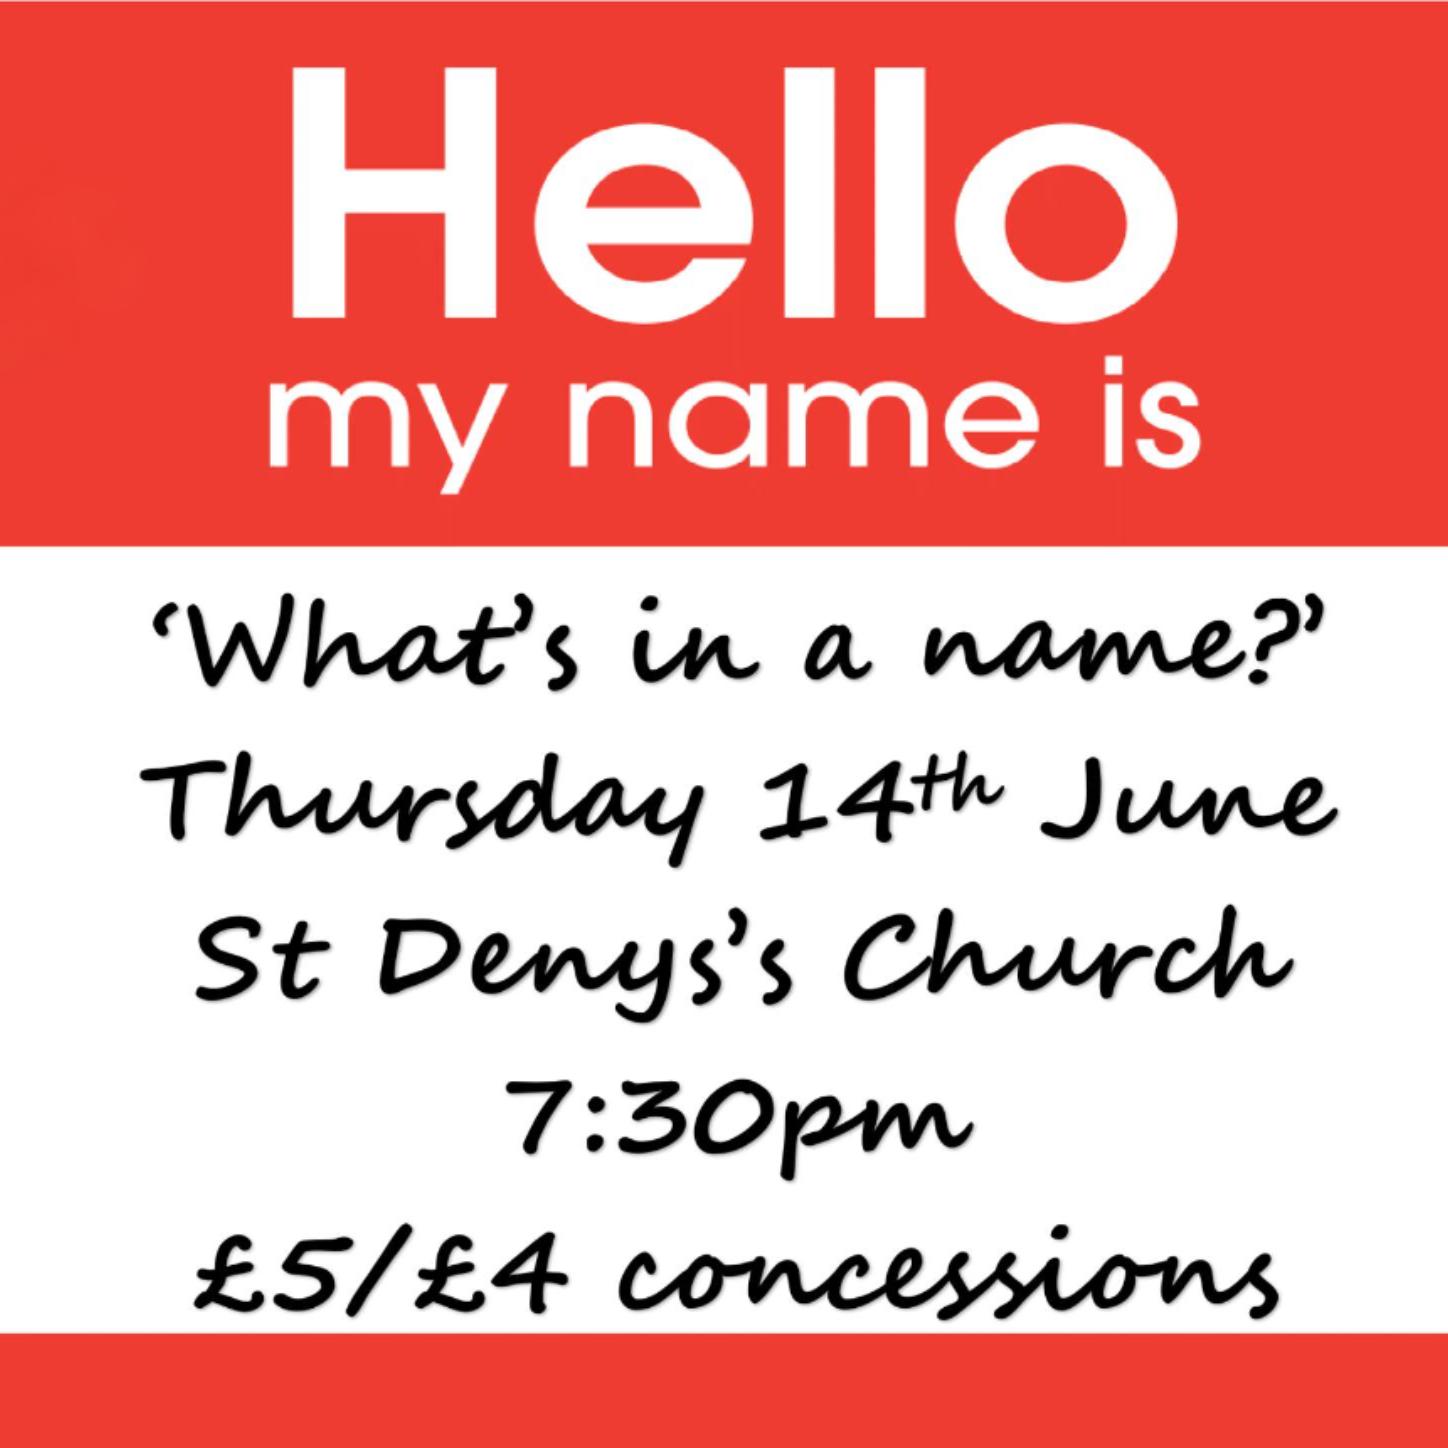 Hello
my name is
‘What’s in a name?’
Thursday 14th June
St Denys’s Church
7:30pm
£5/£4 concessions